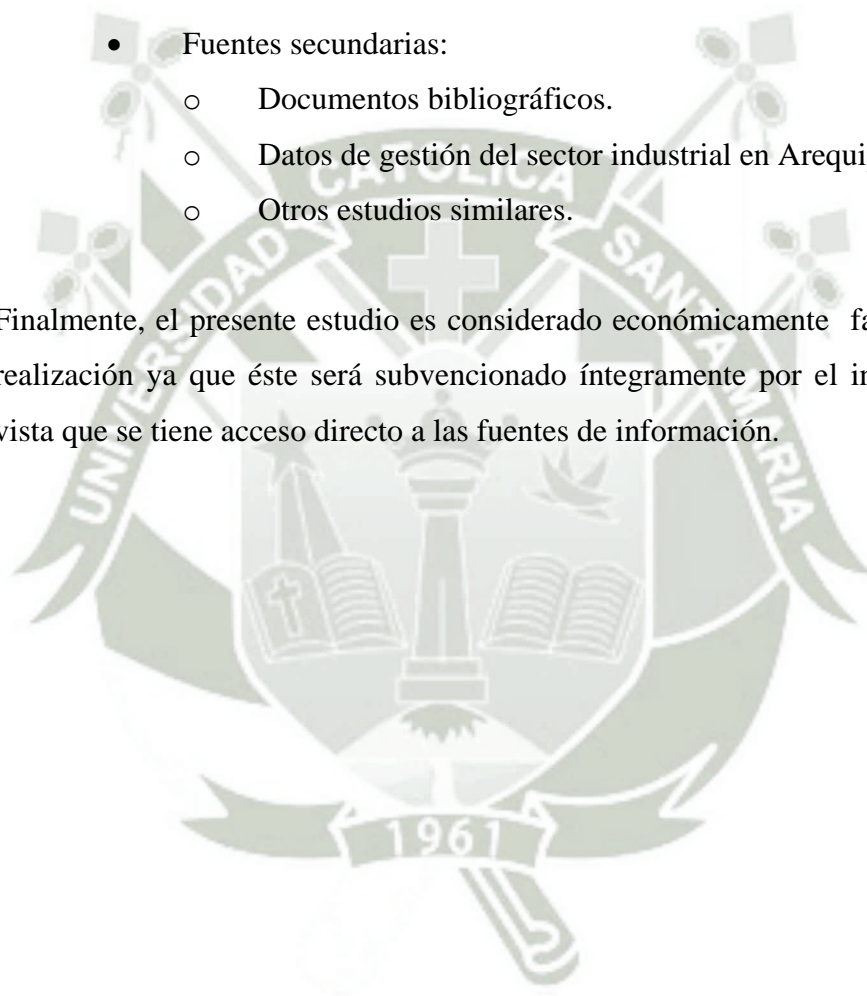 • Fuentes secundarias:
o Documentos bibliográficos.
o Datos de gestión del sector industrial en Arequi
o Otros estudios similares.
Finalmente, el presente estudio es considerado económicamente fa
realización ya que éste será subvencionado íntegramente por el in
vista que se tiene acceso directo a las fuentes de información.
UNIVERSIDAD CATOLICA SANTA MARIA
1961